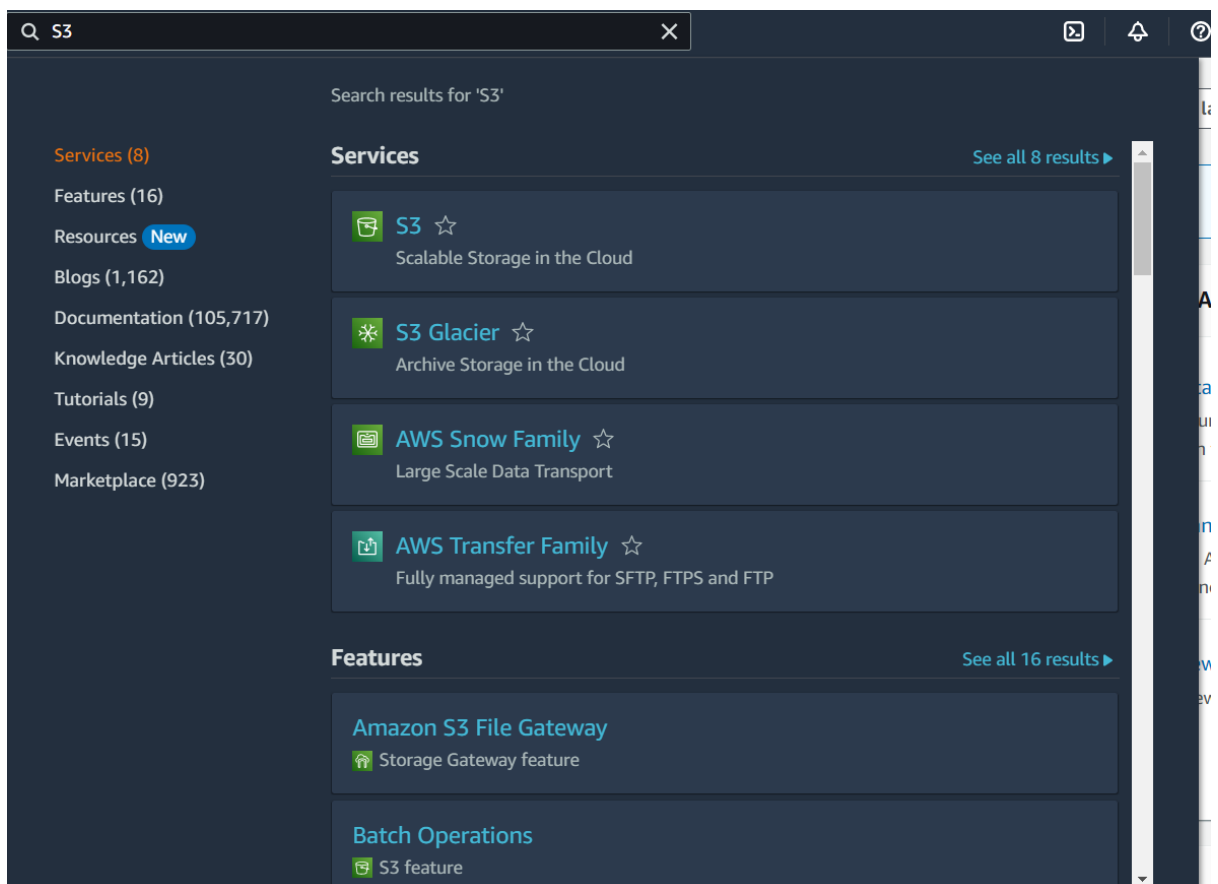 S3
Search results for 'S3'
Services (8)
Features (16)
Resources New
Blogs (1,162)
Documentation (105,717)
Knowledge Articles (30)
Tutorials (9)
Events (15)
Marketplace (923)
Services
See all 8 results
S3
Scalable Storage in the Cloud
S3 Glacier
Archive Storage in the Cloud
AWS Snow Family
Large Scale Data Transport
AWS Transfer Family
Fully managed support for SFTP, FTPS and FTP
Features
See all 16 results
Amazon S3 File Gateway
Storage Gateway feature
Batch Operations
S3 feature